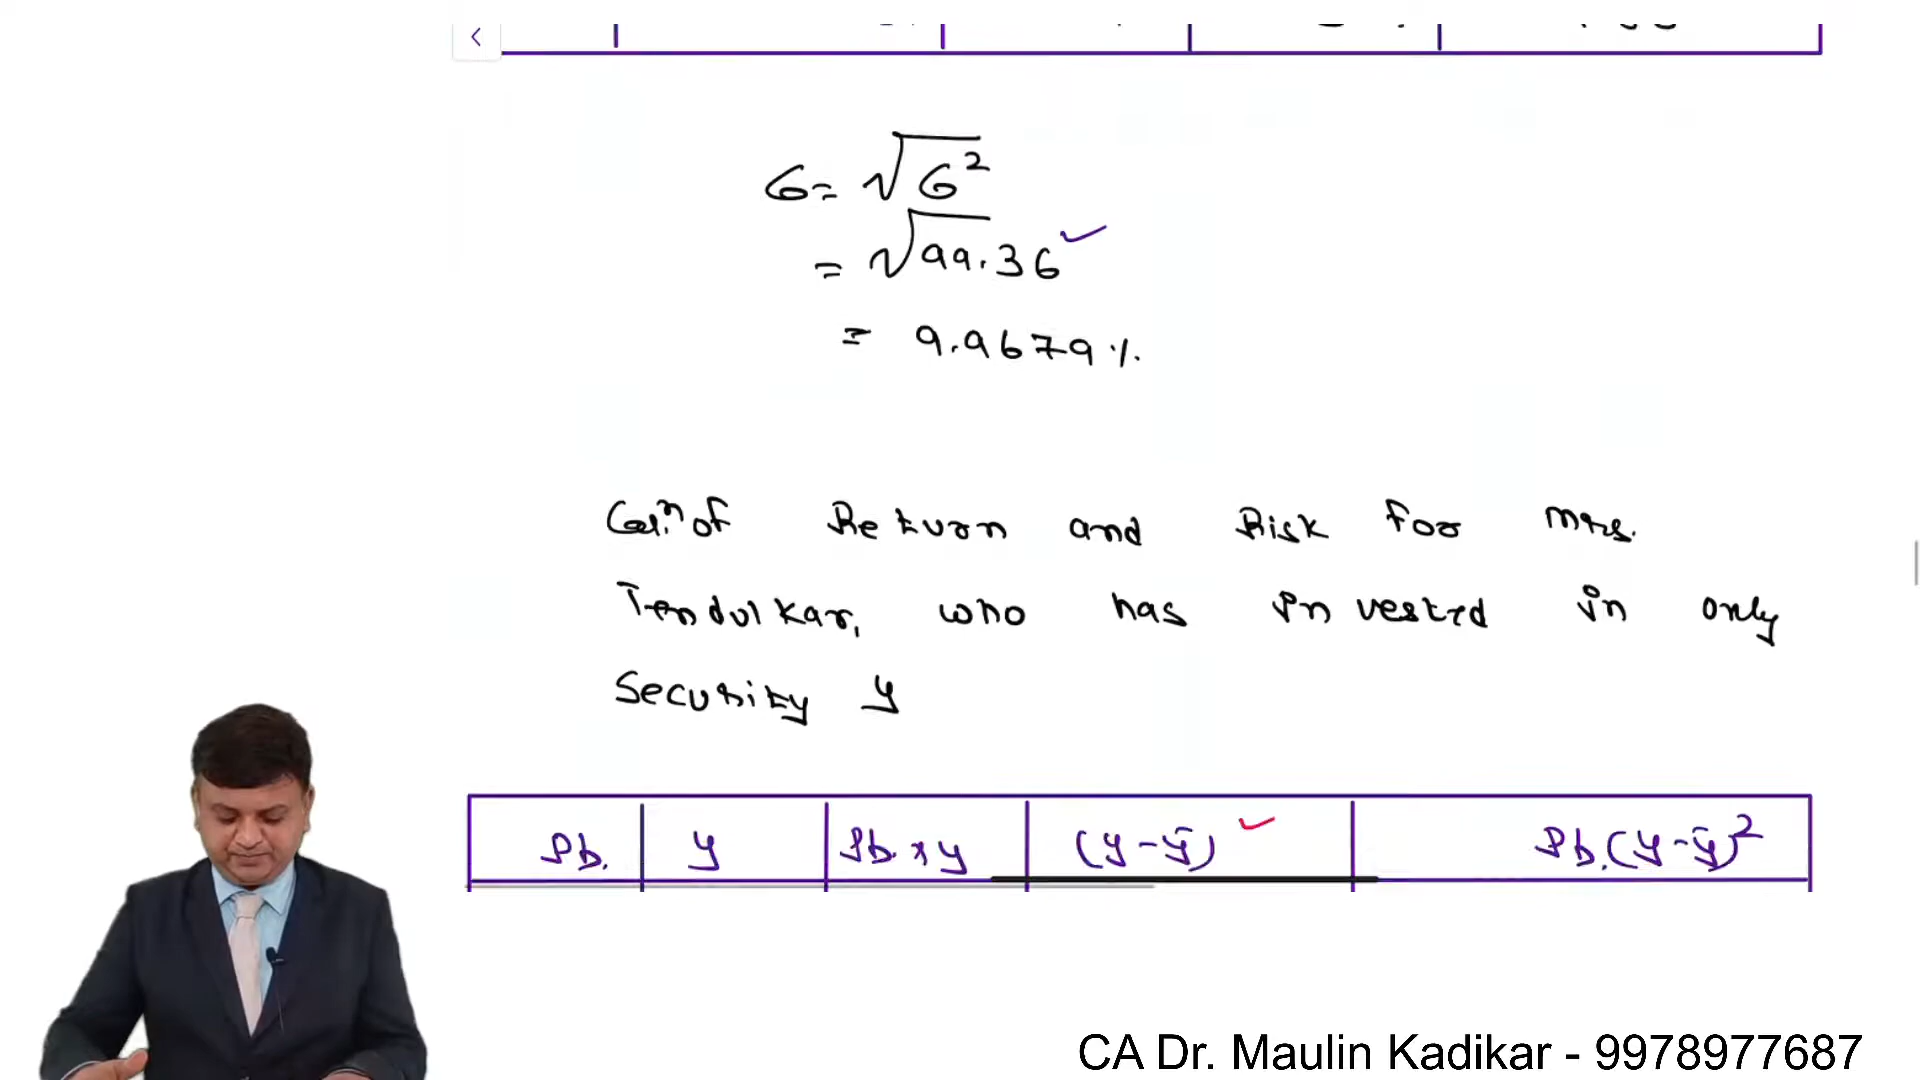 σ = √σ²
= √99.36
= 9.9679%
Cal.ⁿ of Return and Risk for Mrs.
Tendulkar, who has invested in only
Security y
Pb. y Pb. x y (y - ȳ) Pb.(y - ȳ)²
CA Dr. Maulin Kadikar - 9978977687